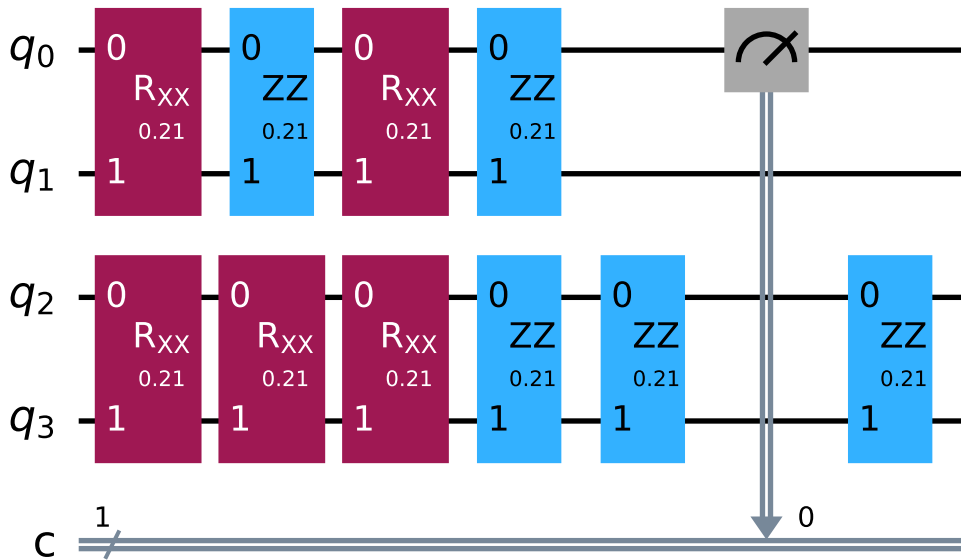 q0 0 0 0 0
RXX ZZ RXX ZZ
0.21 0.21 0.21 0.21
q1 1 1 1 1
q2 0 0 0 0 0 0
RXX RXX RXX ZZ ZZ ZZ
0.21 0.21 0.21 0.21 0.21 0.21
q3 1 1 1 1 1 1
1 0
c